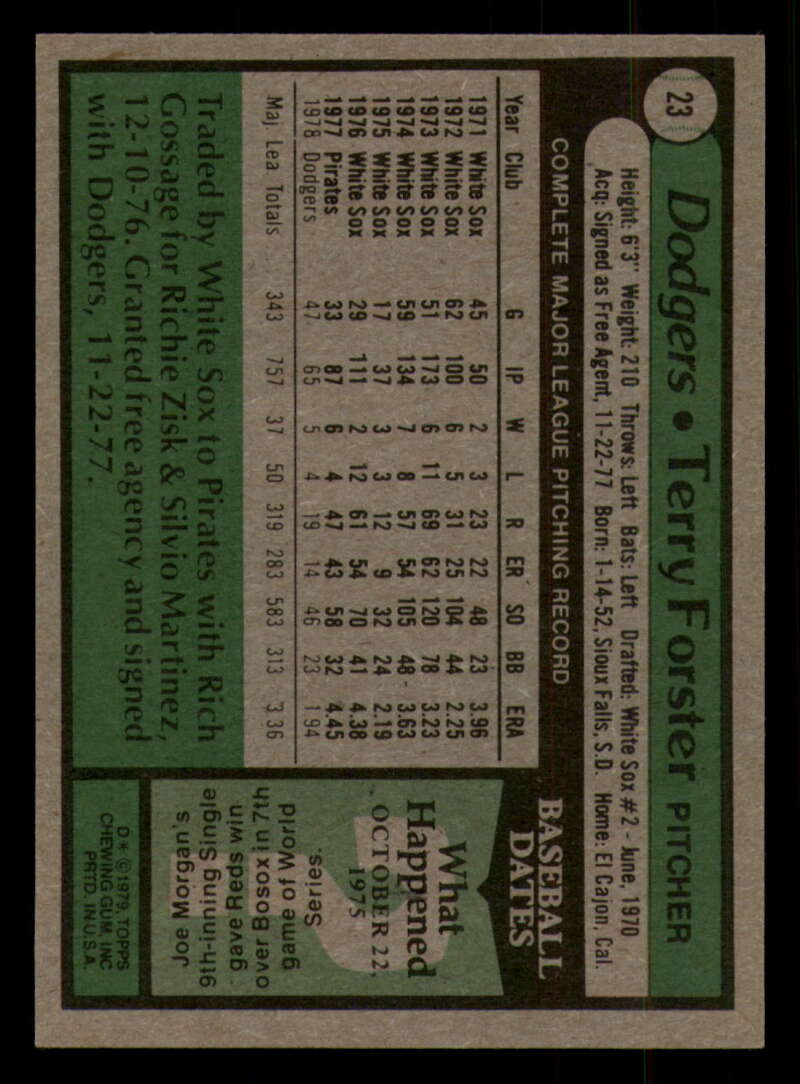 23
Dodgers • Terry Forster PITCHER
Height: 6'3" Weight: 210 Throws: Left Bats: Left Drafted: White Sox #2 - June, 1970
Acq: Signed as Free Agent, 11-22-77 Born: 1-14-52, Sioux Falls, S.D. Home: El Cajon, Cal.
COMPLETE MAJOR LEAGUE PITCHING RECORD
Year Club G IP W L R ER SO BB ERA
1971 White Sox 45 50 2 3 23 22 48 23 3.96
1972 White Sox 62 100 6 5 31 25 104 44 2.25
1973 White Sox 51 173 6 11 69 62 120 78 3.23
1974 White Sox 59 134 7 8 57 54 105 48 3.63
1975 White Sox 17 37 3 3 12 9 32 24 2.19
1976 White Sox 29 111 2 12 61 54 70 41 4.38
1977 Pirates 33 87 6 4 47 43 58 32 4.45
1978 Dodgers 47 65 5 4 19 14 46 23 1.94
Maj. Lea. Totals 343 757 37 50 319 283 583 313 3.36
Traded by White Sox to Pirates with Rich
Gossage for Richie Zisk & Silvio Martinez,
12-10-76. Granted free agency and signed
with Dodgers, 11-22-77.
BASEBALL
DATES
What
Happened
OCTOBER 22,
1975
Joe Morgan's
9th-inning Single
gave Reds win
over Bosox in 7th
game of World
Series.
D* © 1979, TOPPS
CHEWING GUM, INC.
PRTD. IN U.S.A.